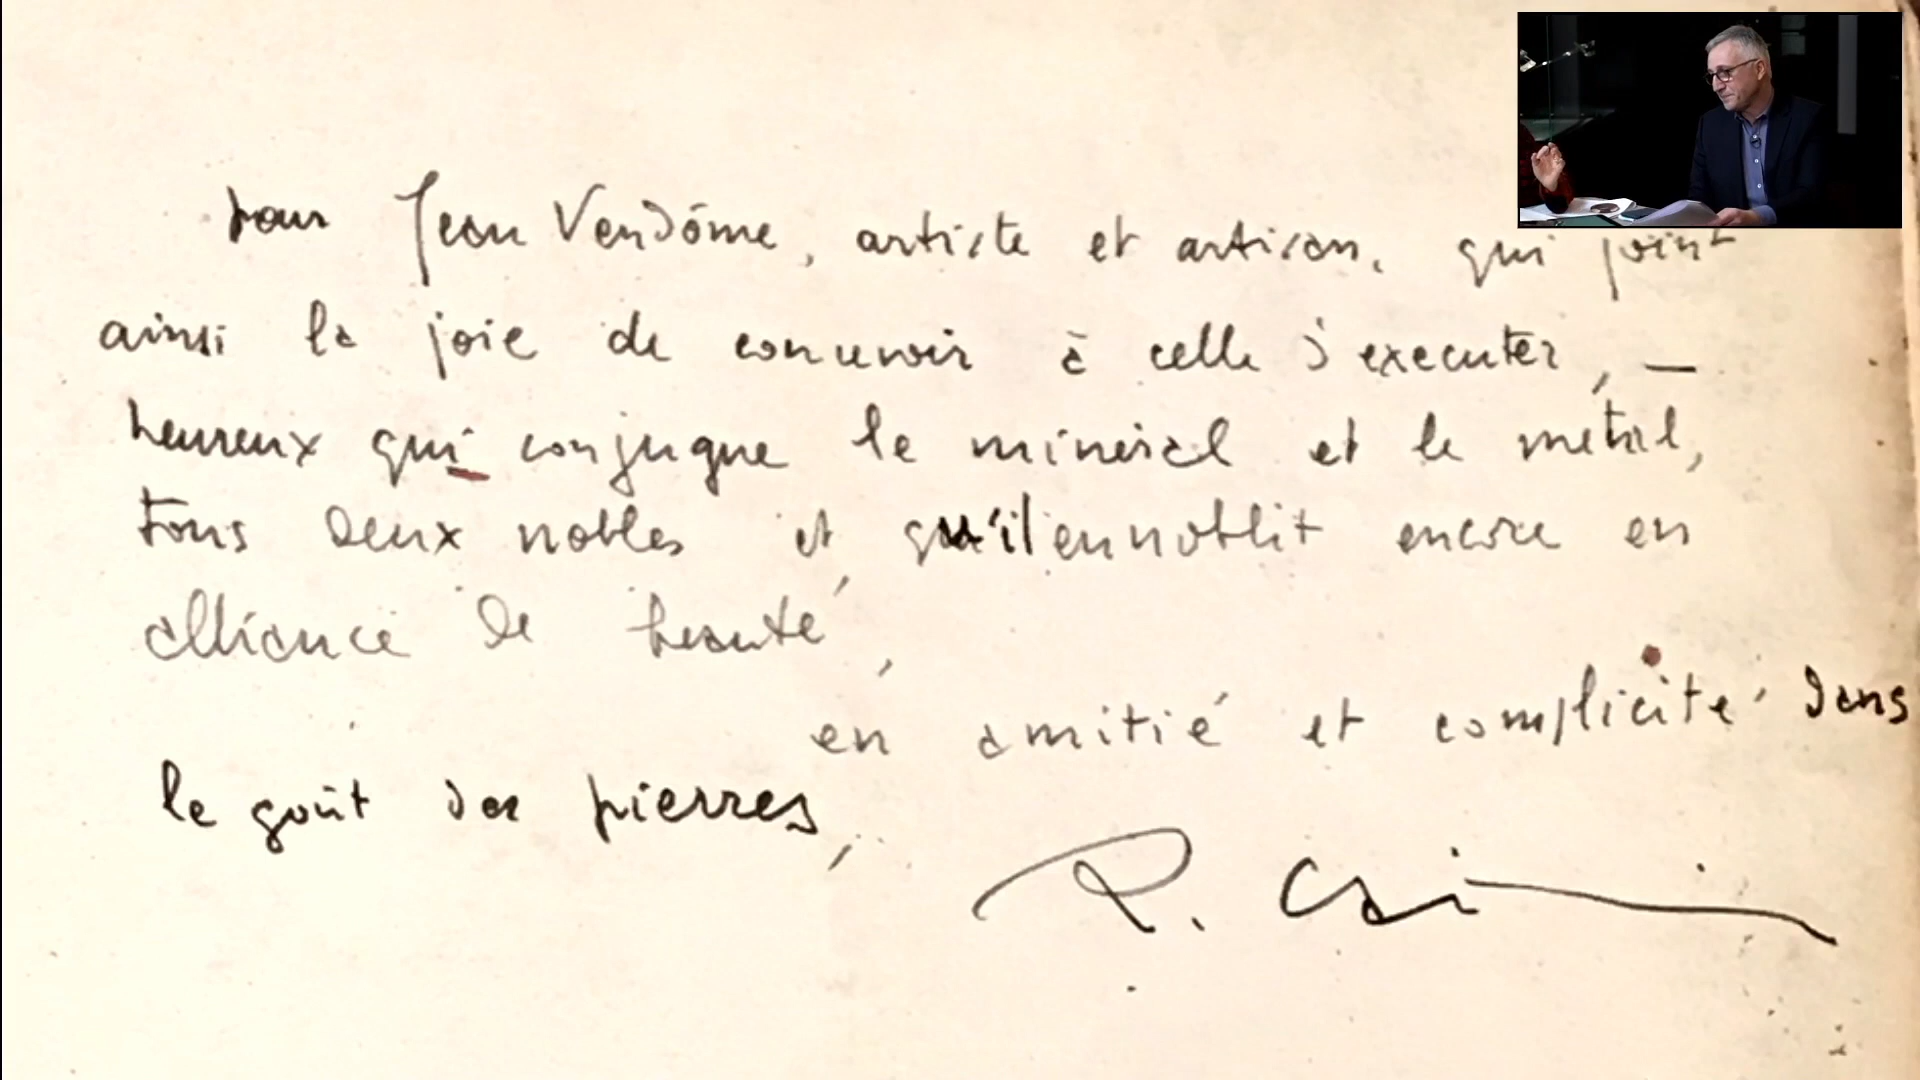 pour Jean Vendôme, artiste et artisan, qui joint
ainsi la joie de concevoir à celle d'executer, —
heureux qui conjugue le minéral et le métal,
tous deux nobles et qu'il ennoblit encore en
alliance de beauté,
en amitié et complicité dans
le goût des pierres,
R. Cai